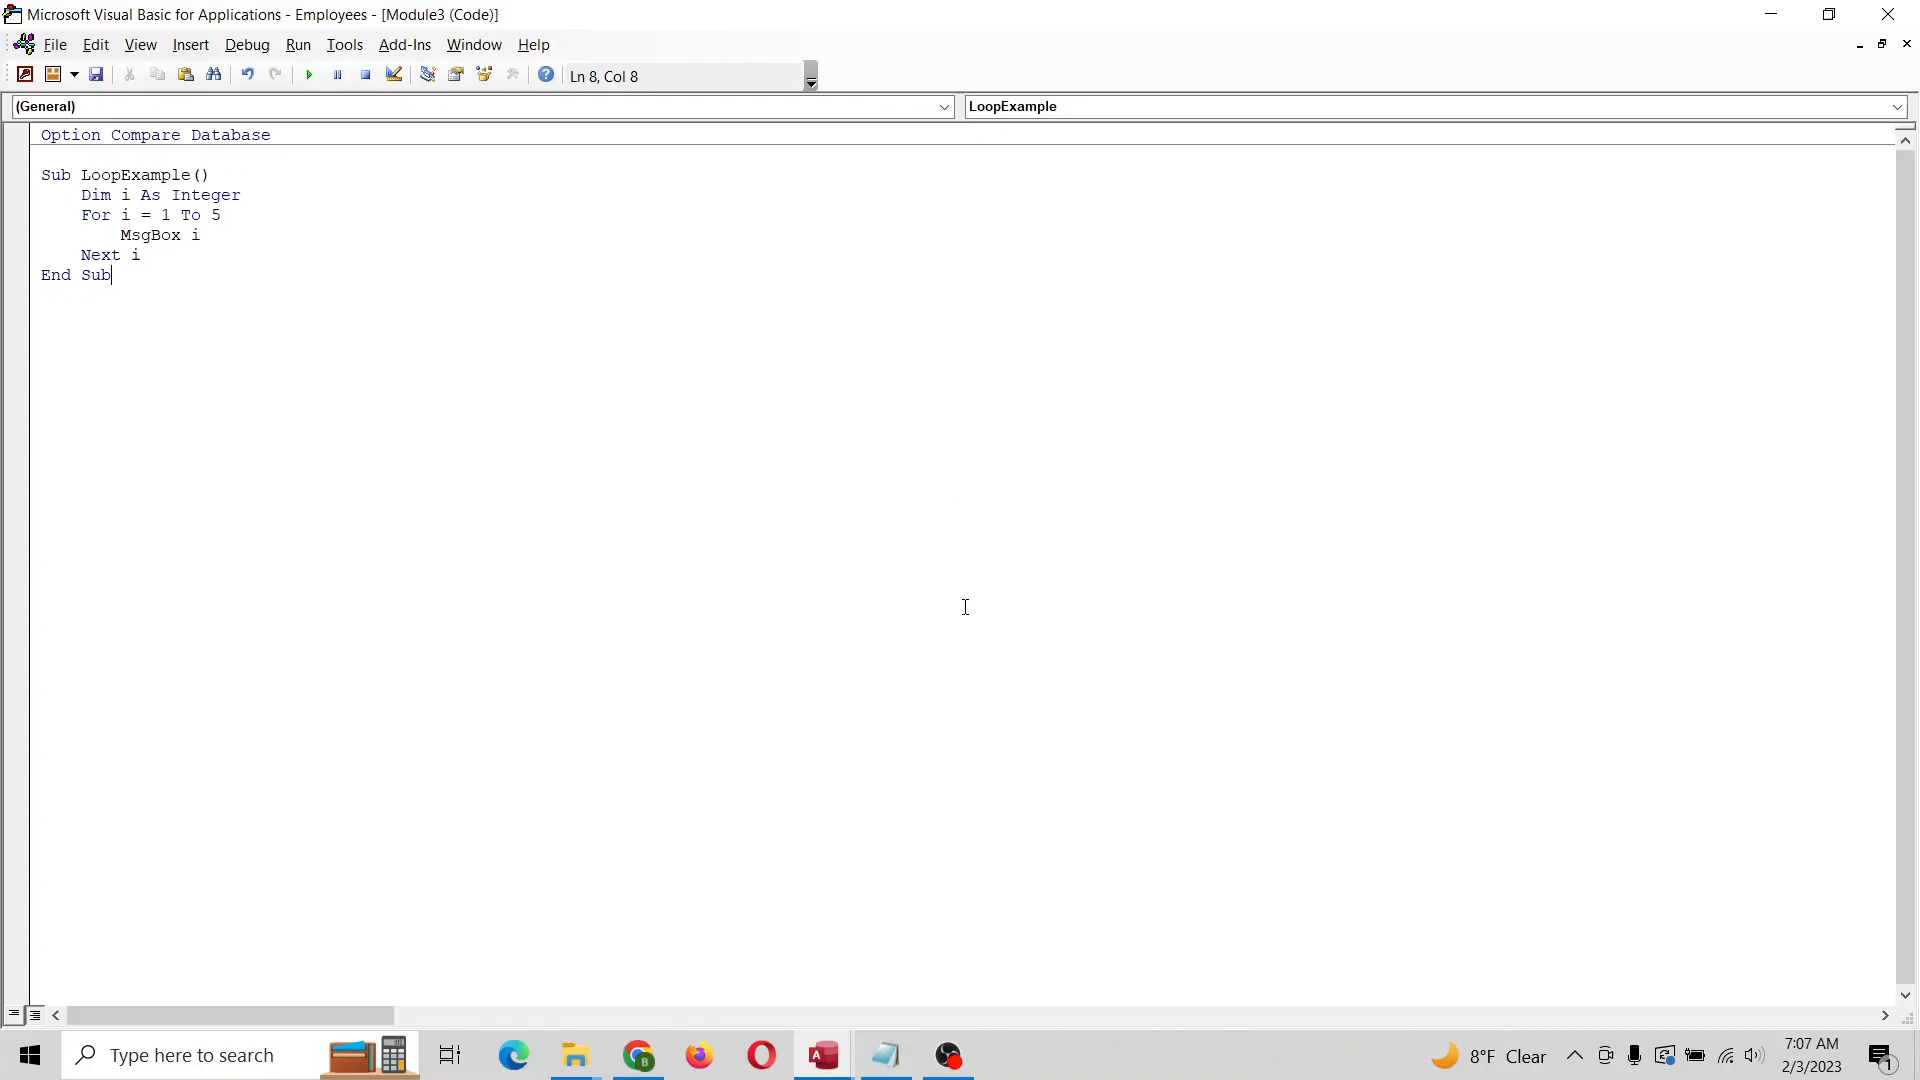 Microsoft Visual Basic for Applications - Employees - [Module3 (Code)]
File Edit View Insert Debug Run Tools Add-Ins Window Help
Ln 8, Col 8
(General) LoopExample
Option Compare Database
Sub LoopExample()
    Dim i As Integer
    For i = 1 To 5
        MsgBox i
    Next i
End Sub
Type here to search
8°F Clear
7:07 AM
2/3/2023
1